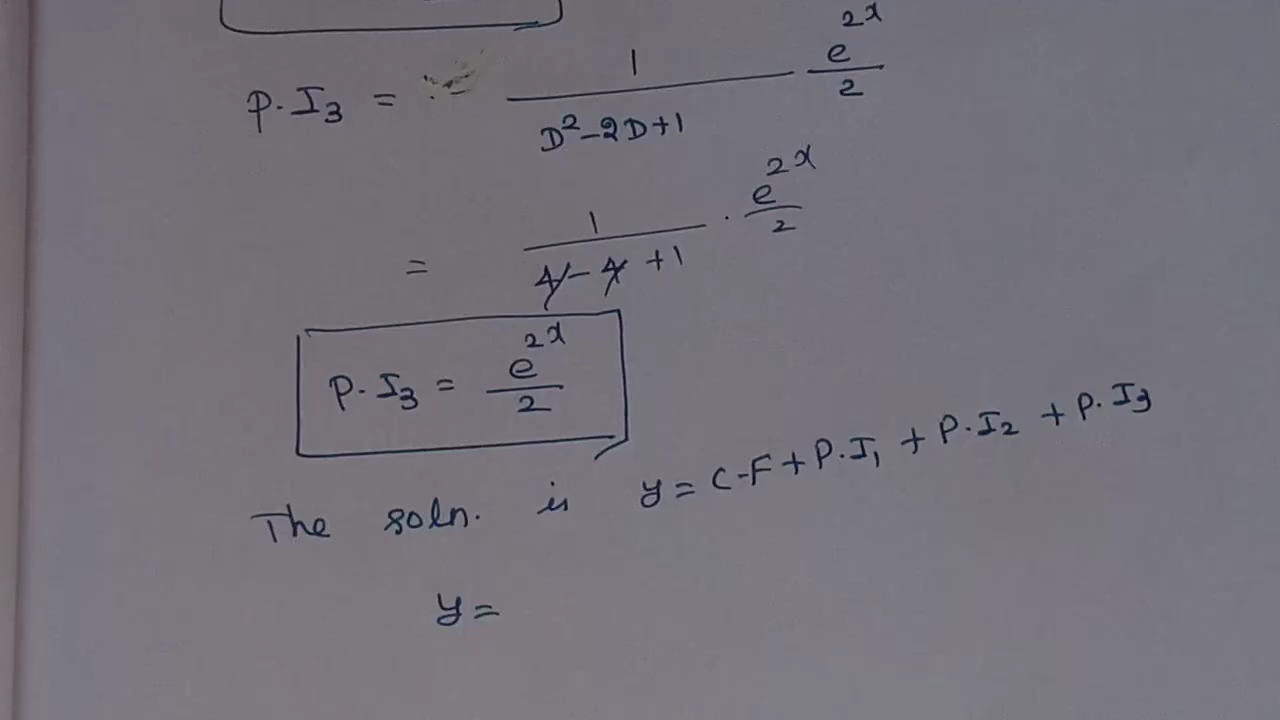 P.I₃ = 1/(D²-2D+1) e^{2x}/2
= 1/(4-4+1) . e^{2x}/2
P.I₃ = e^{2x}/2
The soln. is y = C-F + P.I₁ + P.I₂ + P.I₃
y =